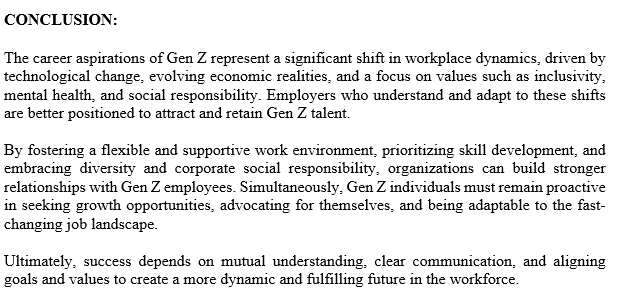 CONCLUSION:
The career aspirations of Gen Z represent a significant shift in workplace dynamics, driven by
technological change, evolving economic realities, and a focus on values such as inclusivity,
mental health, and social responsibility. Employers who understand and adapt to these shifts
are better positioned to attract and retain Gen Z talent.
By fostering a flexible and supportive work environment, prioritizing skill development, and
embracing diversity and corporate social responsibility, organizations can build stronger
relationships with Gen Z employees. Simultaneously, Gen Z individuals must remain proactive
in seeking growth opportunities, advocating for themselves, and being adaptable to the fast-
changing job landscape.
Ultimately, success depends on mutual understanding, clear communication, and aligning
goals and values to create a more dynamic and fulfilling future in the workforce.